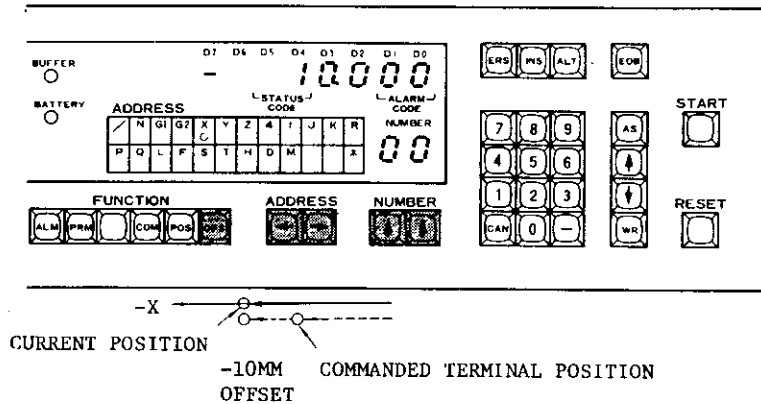 D7 D6 D5 D4 D3 D2 D1 D0
- 10.000
BUFFER
BATTERY
STATUS CODE
ALARM CODE
ADDRESS
NUMBER
/ N G1 G2 X Y Z 4 I J K R
P Q L F S T H D M *
00
ERS INS ALT EOB
7 8 9 AS
4 5 6
1 2 3
CAN 0 - WR
START
RESET
FUNCTION
ADDRESS
NUMBER
ALM PRM COM POS OFS
-X
CURRENT POSITION
-10MM OFFSET
COMMANDED TERMINAL POSITION